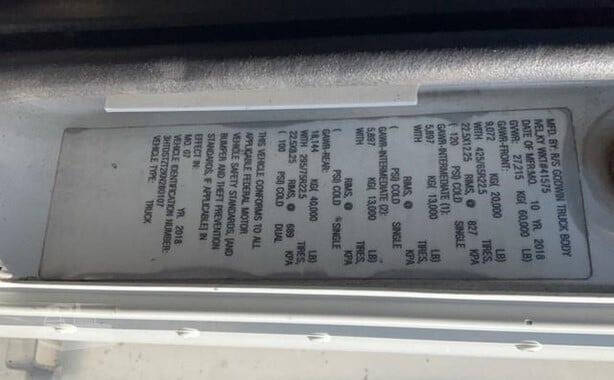 MFD. BY: R/S GODWIN TRUCK BODY
DATE OF MFR:MO. 10 YR. 2018
GVWR: 27,215 KG( 60,000 LB)
GAWR-FRONT:
9,072 KG( 20,000 LB)
WITH 425/65R22.5 TIRES,
22.5X12.25 RIMS, @ 827 KPA
( 120 PSI) COLD SINGLE
GAWR-INTERMEDIATE (1):
5,897 KG( 13,000 LB)
WITH TIRES,
RIMS, @ KPA
( PSI) COLD SINGLE
GAWR-INTERMEDIATE (2):
5,897 KG( 13,000 LB)
WITH TIRES,
RIMS, @ KPA
( PSI) COLD SINGLE
GAWR-REAR:
18,144 KG( 40,000 LB)
WITH 295/75R22.5 TIRES,
22.5X8.25 RIMS, @ 689 KPA
( 100 PSI) COLD DUAL
THIS VEHICLE CONFORMS TO ALL
APPLICABLE FEDERAL MOTOR
VEHICLE SAFETY STANDARDS, [AND
BUMPER AND THEFT PREVENTION
STANDARDS, IF APPLICABLE] IN
EFFECT IN:
MO. 07 YR. 2018
VEHICLE IDENTIFICATION NUMBER:
VEHICLE TYPE: TRUCK